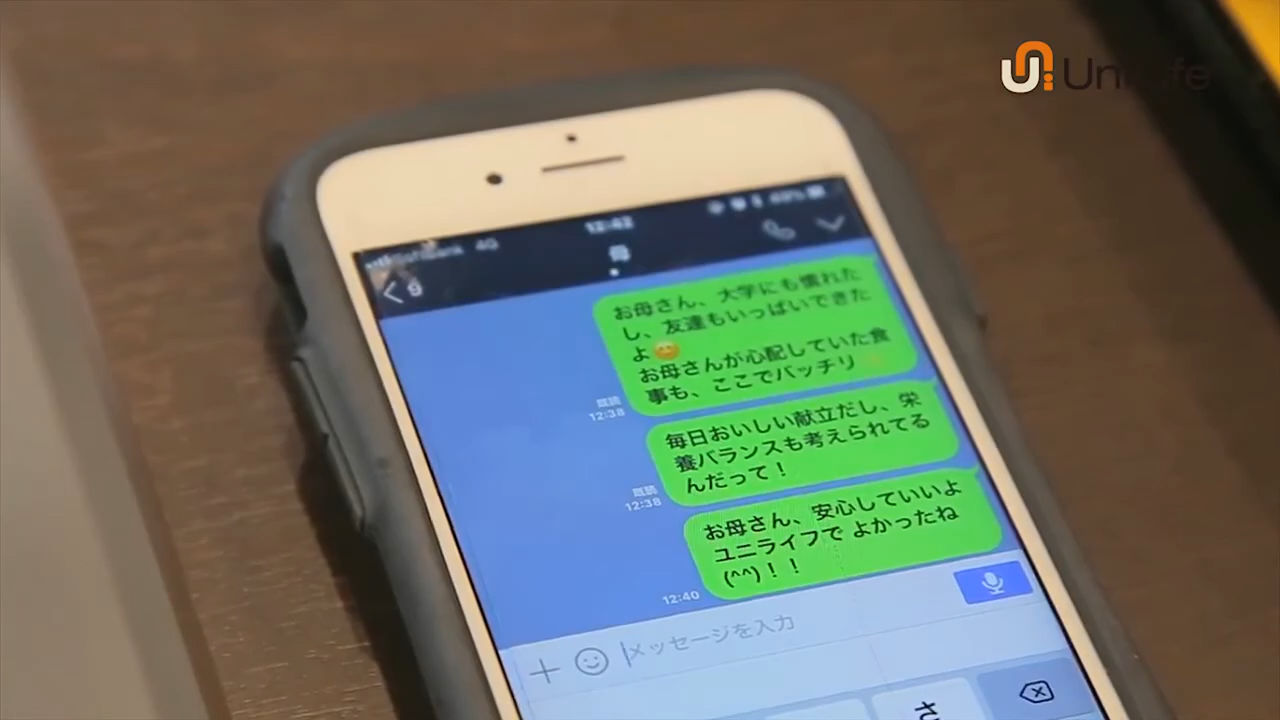 UniLife
SoftBank 4G
12:42
49%
9
母
お母さん、大学にも慣れた
し、友達もいっぱいできた
よ😊
お母さんが心配していた食
事も、ここでバッチリ
既読
12:38
毎日おいしい献立だし、栄
養バランスも考えられてる
んだって！
既読
12:38
お母さん、安心していいよ
ユニライフで よかったね
(^^)！！
12:40
メッセージを入力
さ